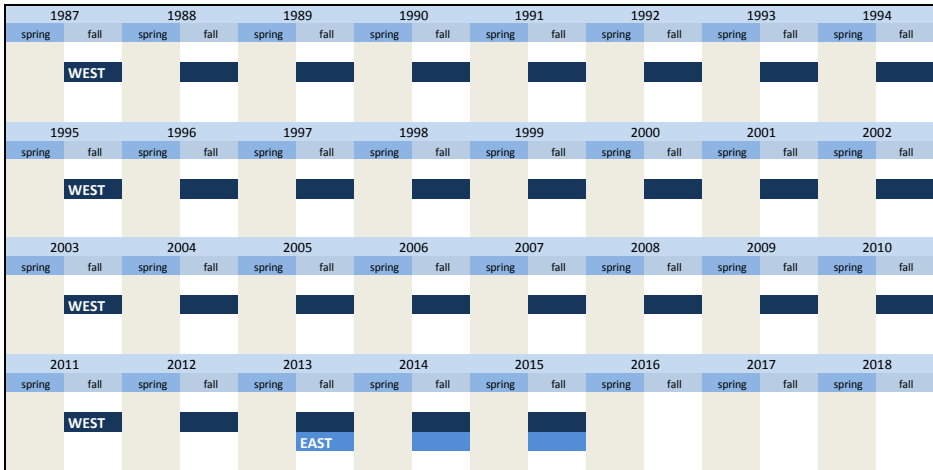 1987 1988 1989 1990 1991 1992 1993 1994
spring fall spring fall spring fall spring fall spring fall spring fall spring fall spring fall
WEST
1995 1996 1997 1998 1999 2000 2001 2002
spring fall spring fall spring fall spring fall spring fall spring fall spring fall spring fall
WEST
2003 2004 2005 2006 2007 2008 2009 2010
spring fall spring fall spring fall spring fall spring fall spring fall spring fall spring fall
WEST
2011 2012 2013 2014 2015 2016 2017 2018
spring fall spring fall spring fall spring fall spring fall spring fall spring fall spring fall
WEST
EAST